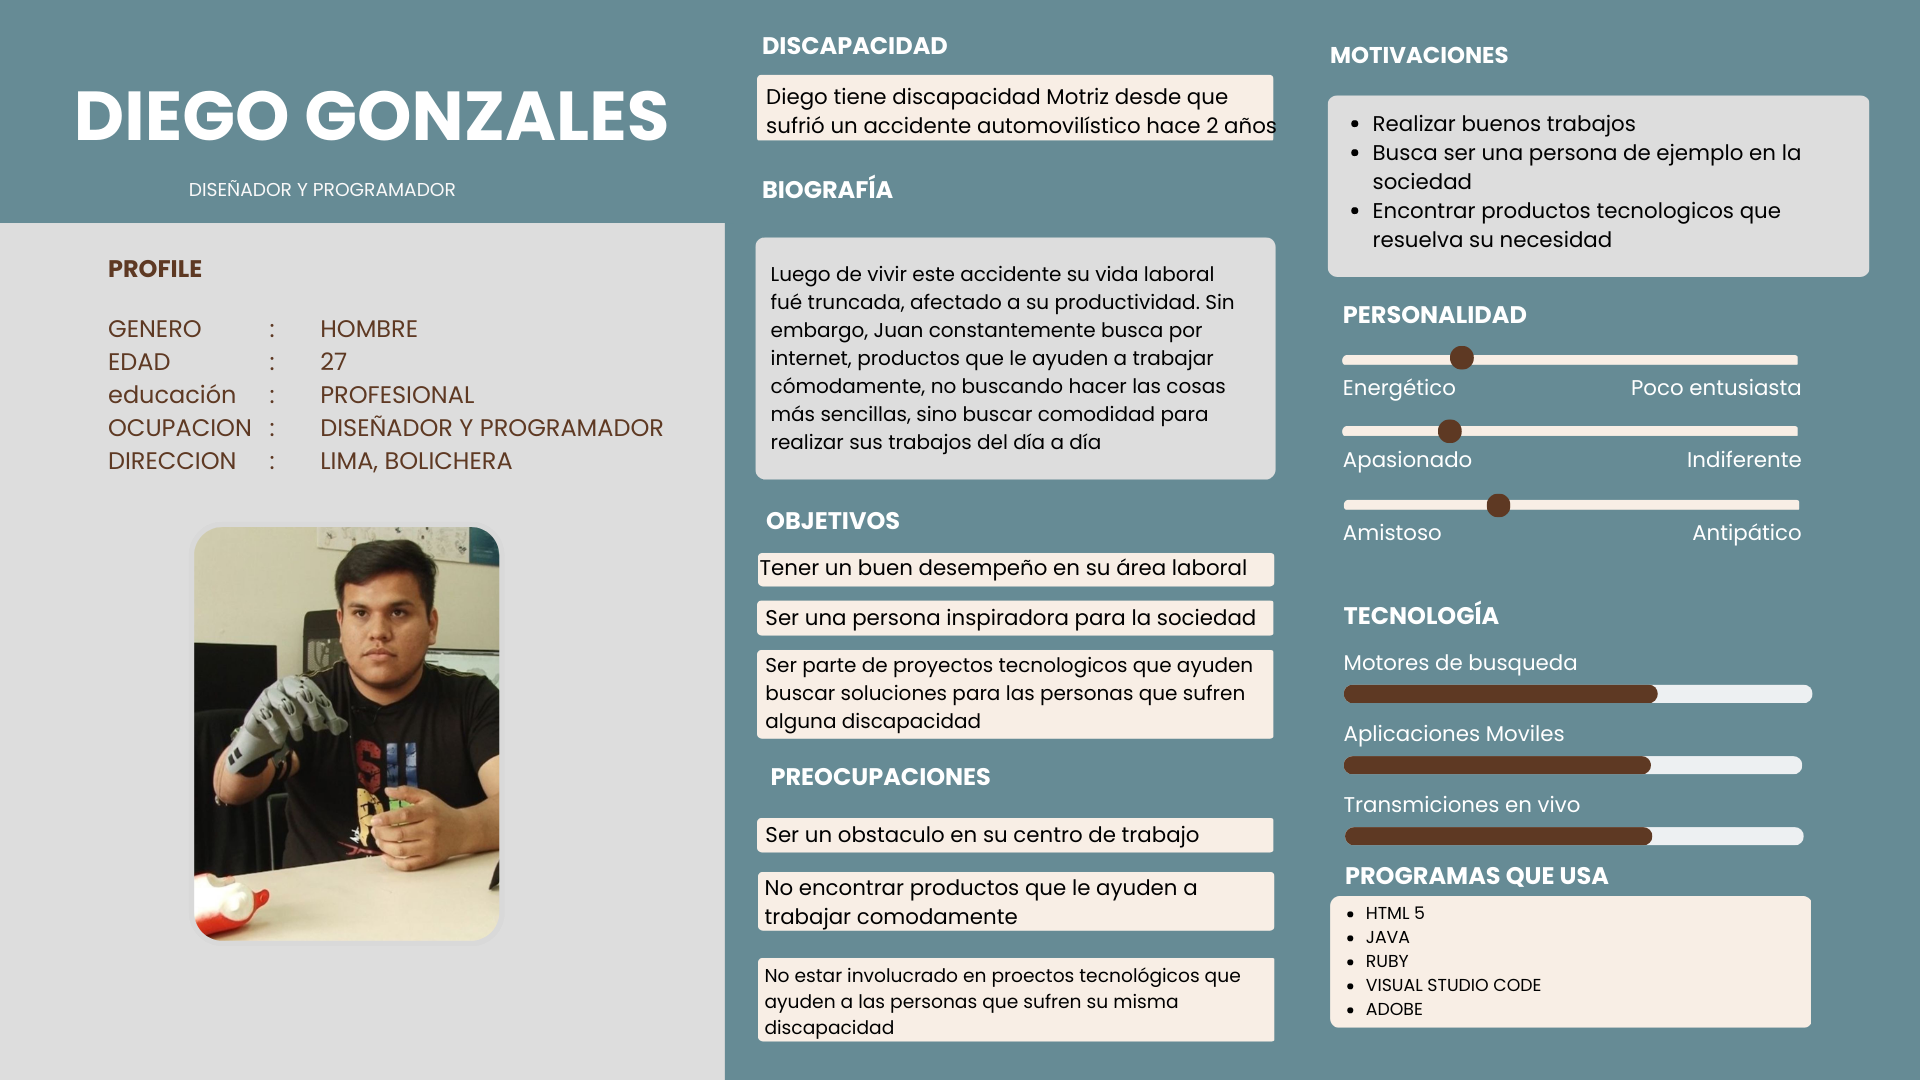 DIEGO GONZALES
DISEÑADOR Y PROGRAMADOR
PROFILE
GENERO : HOMBRE
EDAD : 27
educación : PROFESIONAL
OCUPACION : DISEÑADOR Y PROGRAMADOR
DIRECCION : LIMA, BOLICHERA
SU
DISCAPACIDAD
Diego tiene discapacidad Motriz desde que
sufrió un accidente automovilístico hace 2 años
BIOGRAFÍA
Luego de vivir este accidente su vida laboral
fué truncada, afectado a su productividad. Sin
embargo, Juan constantemente busca por
internet, productos que le ayuden a trabajar
cómodamente, no buscando hacer las cosas
más sencillas, sino buscar comodidad para
realizar sus trabajos del día a día
OBJETIVOS
Tener un buen desempeño en su área laboral
Ser una persona inspiradora para la sociedad
Ser parte de proyectos tecnologicos que ayuden
buscar soluciones para las personas que sufren
alguna discapacidad
PREOCUPACIONES
Ser un obstaculo en su centro de trabajo
No encontrar productos que le ayuden a
trabajar comodamente
No estar involucrado en proectos tecnológicos que
ayuden a las personas que sufren su misma
discapacidad
MOTIVACIONES
• Realizar buenos trabajos
• Busca ser una persona de ejemplo en la
sociedad
• Encontrar productos tecnologicos que
resuelva su necesidad
PERSONALIDAD
Energético Poco entusiasta
Apasionado Indiferente
Amistoso Antipático
TECNOLOGÍA
Motores de busqueda
Aplicaciones Moviles
Transmiciones en vivo
PROGRAMAS QUE USA
• HTML 5
• JAVA
• RUBY
• VISUAL STUDIO CODE
• ADOBE